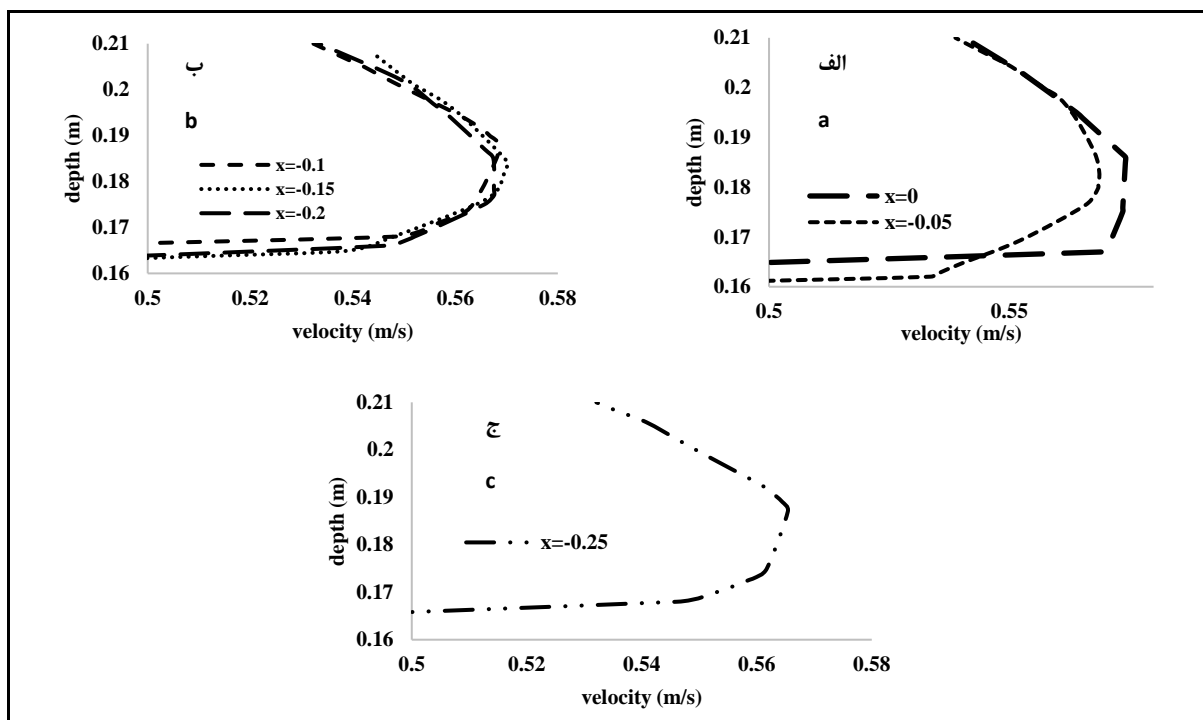 ب
b
0.21
0.2
0.19
0.18
0.17
0.16
depth (m)
x=-0.1
x=-0.15
x=-0.2
0.5
0.52
0.54
0.56
0.58
velocity (m/s)
الف
a
0.21
0.2
0.19
0.18
0.17
0.16
depth (m)
x=0
x=-0.05
0.5
0.55
velocity (m/s)
ج
c
0.21
0.2
0.19
0.18
0.17
0.16
depth (m)
x=-0.25
0.5
0.52
0.54
0.56
0.58
velocity (m/s)